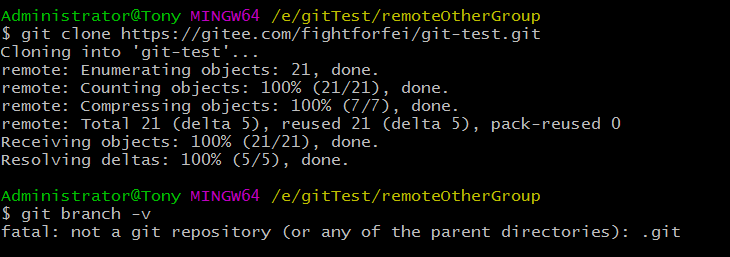 Administrator@Tony MINGW64 /e/gitTest/remoteOtherGroup
$ git clone https://gitee.com/fightforfei/git-test.git
Cloning into 'git-test'...
remote: Enumerating objects: 21, done.
remote: Counting objects: 100% (21/21), done.
remote: Compressing objects: 100% (7/7), done.
remote: Total 21 (delta 5), reused 21 (delta 5), pack-reused 0
Receiving objects: 100% (21/21), done.
Resolving deltas: 100% (5/5), done.
Administrator@Tony MINGW64 /e/gitTest/remoteOtherGroup
$ git branch -v
fatal: not a git repository (or any of the parent directories): .git